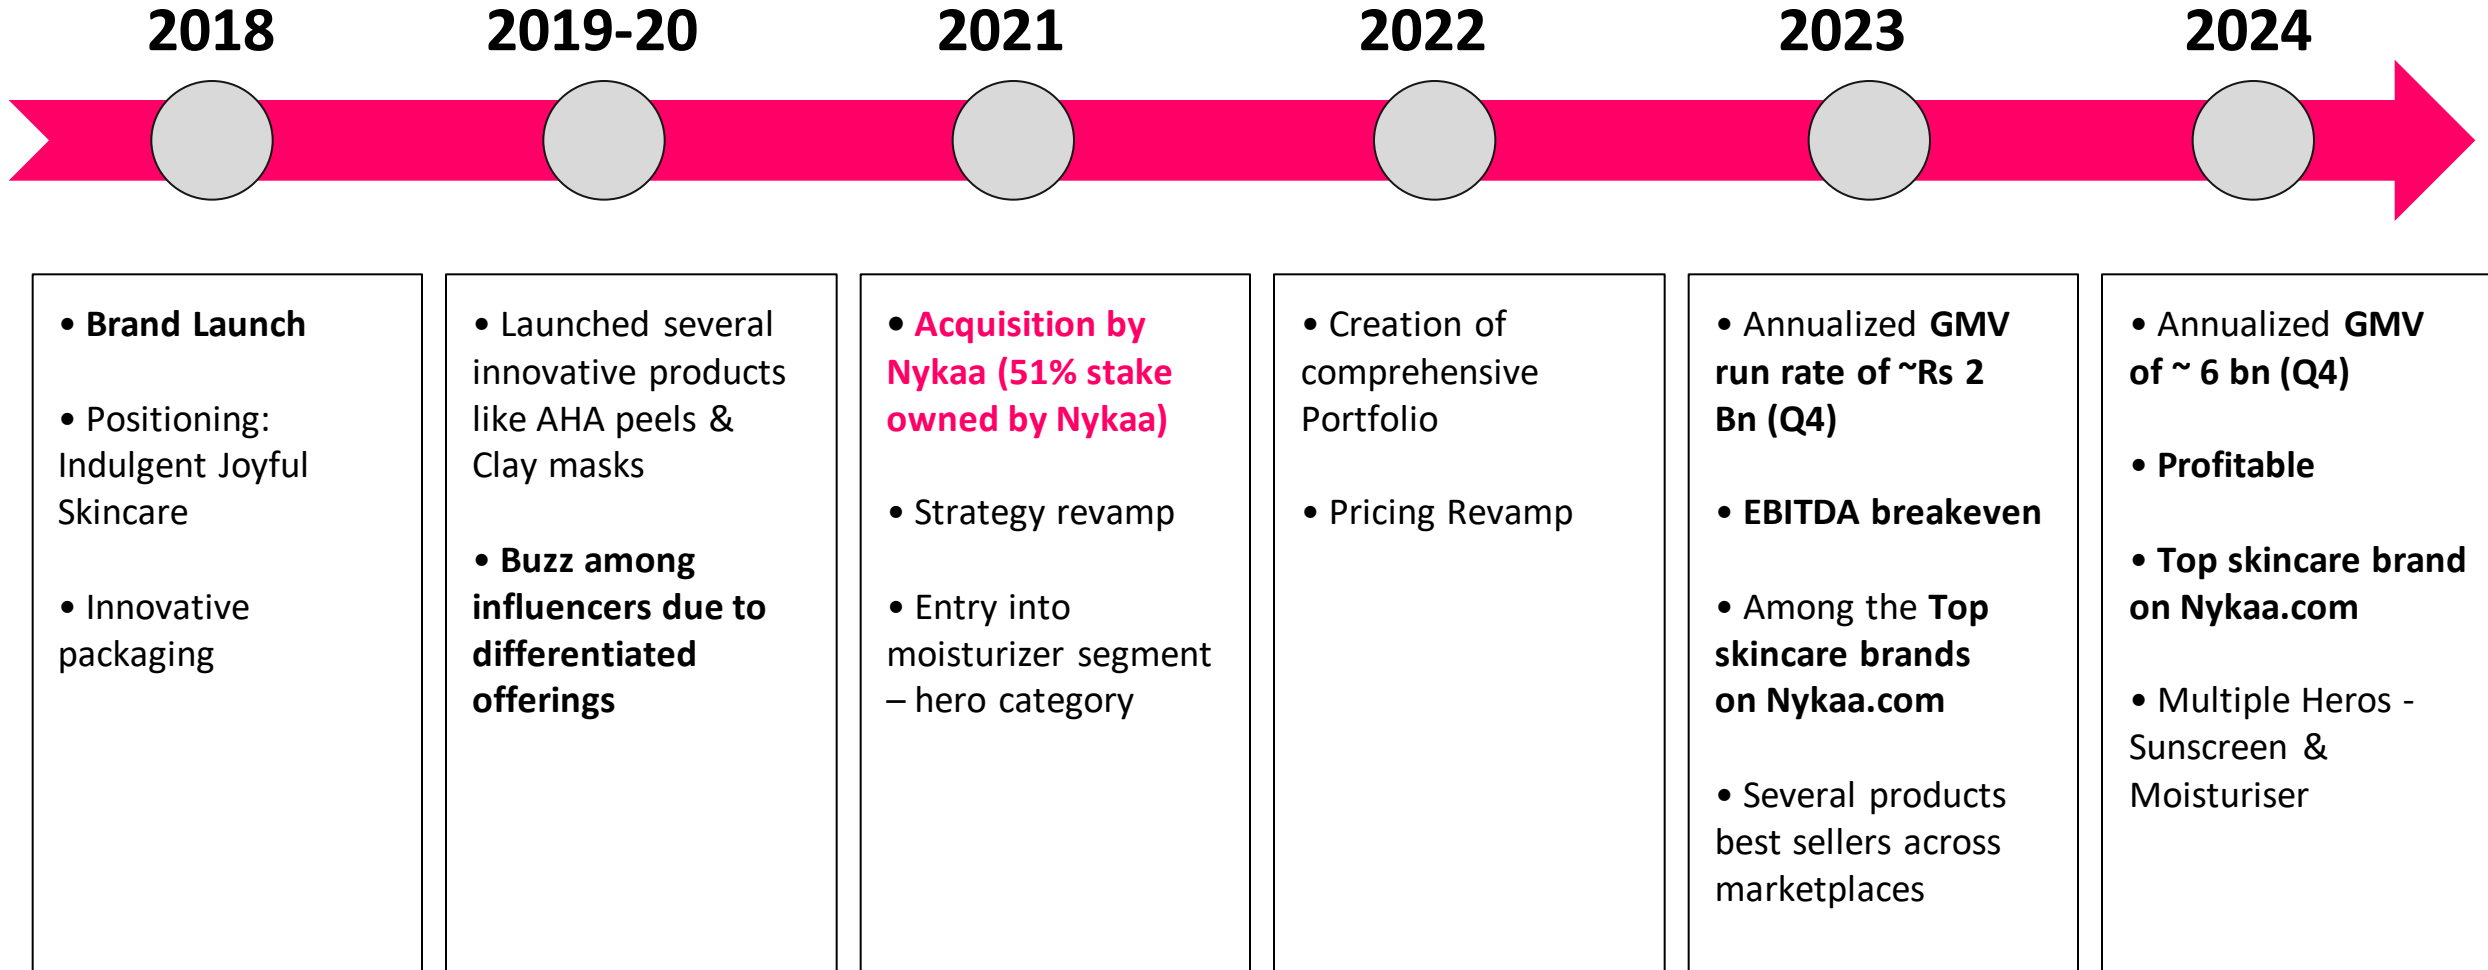 2018
2019-20
2021
2022
2023
2024
• Brand Launch
• Positioning:
Indulgent Joyful
Skincare
• Innovative
packaging
• Launched several
innovative products
like AHA peels &
Clay masks
• Buzz among
influencers due to
differentiated
offerings
• Acquisition by
Nykaa (51% stake
owned by Nykaa)
• Strategy revamp
• Entry into
moisturizer segment
– hero category
• Creation of
comprehensive
Portfolio
• Pricing Revamp
• Annualized GMV
run rate of ~Rs 2
Bn (Q4)
• EBITDA breakeven
• Among the Top
skincare brands
on Nykaa.com
• Several products
best sellers across
marketplaces
• Annualized GMV
of ~ 6 bn (Q4)
• Profitable
• Top skincare brand
on Nykaa.com
• Multiple Heros -
Sunscreen &
Moisturiser